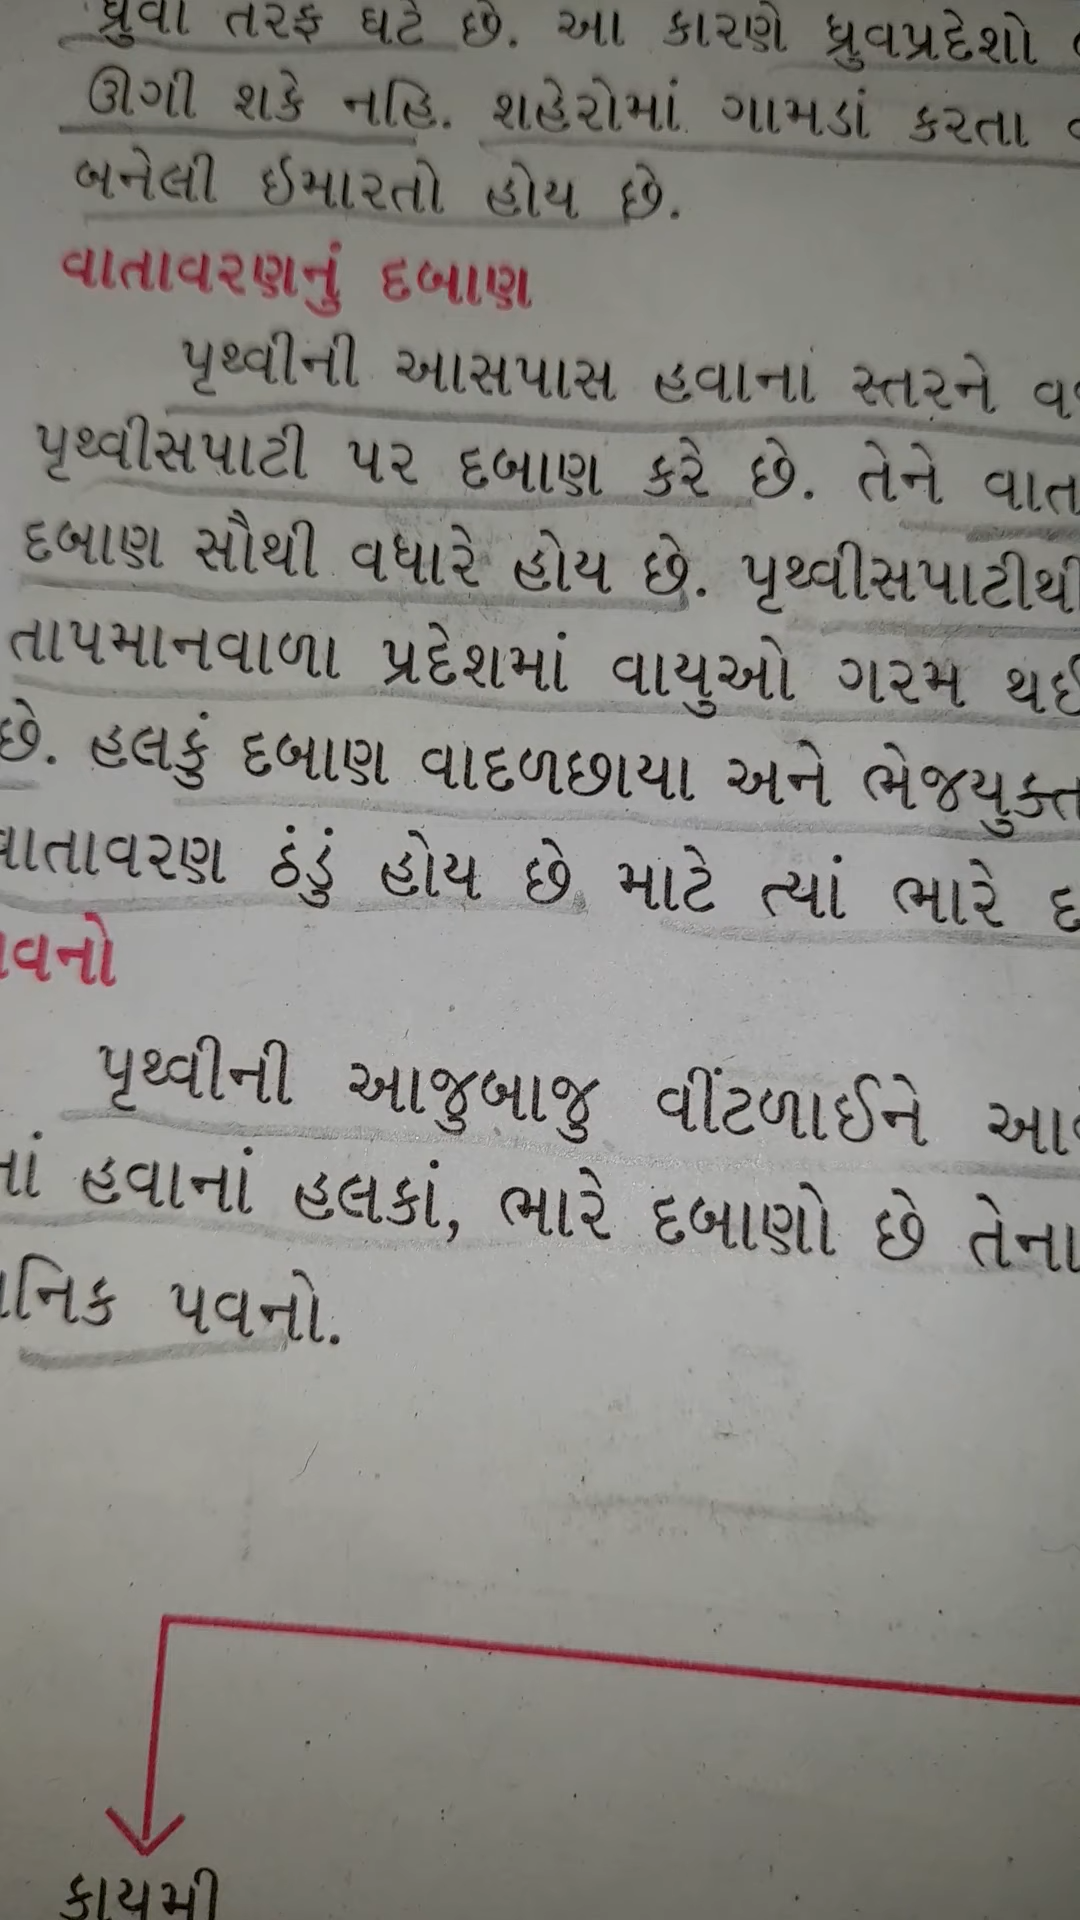 ધ્રુવો તરફ ઘટે છે. આ કારણે ધ્રુવપ્રદેશો
ઊગી શકે નહિ. શહેરોમાં ગામડાં કરતા
બનેલી ઇમારતો હોય છે.
વાતાવરણનું દબાણ
પૃથ્વીની આસપાસ હવાનાં સ્તરને
પૃથ્વીસપાટી પર દબાણ કરે છે. તેને વાતા
દબાણ સૌથી વધારે હોય છે. પૃથ્વીસપાટીથી
તાપમાનવાળા પ્રદેશમાં વાયુઓ ગરમ થઈ
છે. હલકું દબાણ વાદળછાયા અને ભેજયુક્ત
વાતાવરણ ઠંડું હોય છે માટે ત્યાં ભારે
પવનો
પૃથ્વીની આજુબાજુ વીંટળાઈને
હવાનાં હલકાં, ભારે દબાણો છે તેના
નિક પવનો.
કાયમી